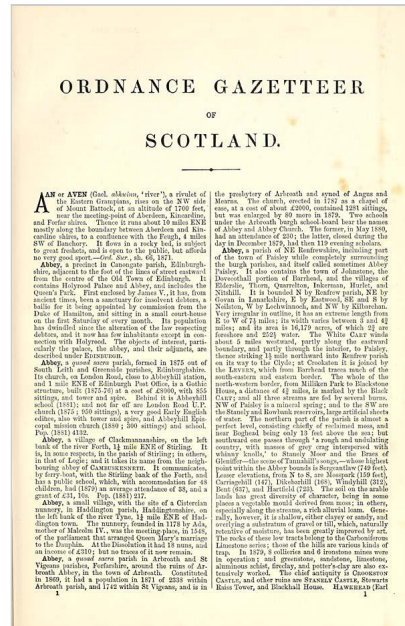 ORDNANCE GAZETTEER
OF
SCOTLAND.
AAN or AVEN (Gael. abhuinn, 'river'), a rivulet of
the Eastern Grampians, rises on the NW side
of Mount Battock, at an altitude of 1700 feet,
near the meeting-point of Aberdeen, Kincardine,
and Forfar shires. Thence it runs about 10 miles ENE
mostly along the boundary between Aberdeen and Kin-
cardine shires, to a confluence with the Feugh, 4 miles
SW of Banchory. It flows in a rocky bed, is subject
to great freshets, and is open to the public, but affords
no very good sport.—Ord. Sur., sh. 66, 1871.
Abbey, a precinct in Canongate parish, Edinburgh-
shire, adjacent to the foot of the lines of street eastward
from the centre of the Old Town of Edinburgh. It
contains Holyrood Palace and Abbey, and includes the
Queen's Park. First enclosed by James V., it has, from
ancient times, been a sanctuary for insolvent debtors, a
bailie for it being appointed by commission from the
Duke of Hamilton, and sitting in a small court-house
on the first Saturday of every month. Its population
has dwindled since the alteration of the law respecting
debtors, and it now has few inhabitants except in con-
nection with Holyrood. The objects of interest, parti-
cularly the palace, the abbey, and their adjuncts, are
described under EDINBURGH.
Abbey, a quoad sacra parish, formed in 1875 out of
South Leith and Greenside parishes, Edinburghshire.
Its church, on London Road, close to Abbeyhill station,
and 1 mile ENE of Edinburgh Post Office, is a Gothic
structure, built (1875-76) at a cost of £8000, with 855
sittings, and tower and spire. Behind it is Abbeyhill
school (1881); and not far off are London Road U.P.
church (1875; 950 sittings), a very good Early English
edifice, also with tower and spire, and Abbeyhill Epis-
copal mission church (1880; 300 sittings) and school.
Pop. (1881) 4132.
Abbey, a village of Clackmannanshire, on the left
bank of the river Forth, 1½ mile ENE of Stirling. It
is, in some respects, in the parish of Stirling; in others,
in that of Logie; and it takes its name from the neigh-
bouring abbey of CAMBUSKENNETH. It communicates,
by ferry-boat, with the Stirling bank of the Forth, and
has a public school, which, with accommodation for 48
children, had (1879) an average attendance of 38, and a
grant of £31, 10s. Pop. (1881) 217.
Abbey, a small village, with the site of a Cistercian
nunnery, in Haddington parish, Haddingtonshire, on
the left bank of the river Tyne, 1½ mile ENE of Had-
dington town. The nunnery, founded in 1178 by Ada,
mother of Malcolm IV., was the meeting place, in 1548,
of the parliament that arranged Queen Mary's marriage
to the Dauphin. At the Dissolution it had 18 nuns, and
an income of £310; but no traces of it now remain.
Abbey, a quoad sacra parish in Arbroath and St
Vigeans parishes, Forfarshire, around the ruins of Ar-
broath Abbey, in the town of Arbroath. Constituted
in 1869, it had a population in 1871 of 2338 within
Arbroath parish, and 1742 within St Vigeans, and is in
1
the presbytery of Arbroath and synod of Angus and
Mearns. The church, erected in 1787 as a chapel of
ease, at a cost of about £2000, contained 1281 sittings,
but was enlarged by 80 more in 1879. Two schools
under the Arbroath burgh school-board bear the names
of Abbey and Abbey Church. The former, in May 1880,
had an attendance of 230; the latter, closed during the
day in December 1879, had then 119 evening scholars.
Abbey, a parish of NE Renfrewshire, including part
of the town of Paisley while completely surrounding
the burgh parishes, and itself called sometimes Abbey
Paisley. It also contains the town of Johnstone, the
Levernholt portion of Barrhead, and the villages of
Elderslie, Thorn, Quarrelton, Inkerman, Hurlet, and
Nitshill. It is bounded N by Renfrew parish, NE by
Govan in Lanarkshire, E by Eastwood, SE and S by
Neilston, W by Lochwinnoch, and NW by Kilbarchan.
Very irregular in outline, it has an extreme length from
E to W of 7½ miles; its width varies between 3 and 4½
miles; and its area is 16,179 acres, of which 2½ are
foreshore and 252½ water. The White Cart winds
about 5 miles westward, partly along the eastward
boundary, and partly through the interior, to Paisley,
thence striking 1½ mile northward into Renfrew parish
on its way to the Clyde; at Crookston it is joined by
the LEVERN, which from Barrhead traces much of the
south-eastern and eastern border. The whole of the
north-western border, from Milliken Park to Blackstone
House, a distance of 4½ miles, is marked by the Black
CART; and all three streams are fed by several burns.
NW of Paisley is a mineral spring; and to the SW are
the Stanely and Rowbank reservoirs, large artificial sheets
of water. The northern part of the parish is almost a
perfect level, consisting chiefly of reclaimed moss, and
near Boghead being only 13 feet above the sea; but
southward one passes through 'a rough and undulating
country, with masses of grey crag interspersed with
whinny knolls,' to Stanely Moor and the Braes of
Gleniffer—the scene of Tannahill's songs,—whose highest
point within the Abbey bounds is Sergeantlaw (749 feet).
Lesser elevations, from N to S, are Mosspark (159 feet),
Carriagehill (147), Dikebarhill (168), Windyhill (312),
Bent (637), and Hartfield (723). The soil on the arable
lands has great diversity of character, being in some
places a vegetable mould derived from moss; in others,
especially along the streams, a rich alluvial loam. Gene-
rally, however, it is shallow, either clayey or sandy, and
overlying a substratum of gravel or till, which, naturally
retentive of moisture, has been greatly improved by art.
The rocks of these low tracts belong to the Carboniferous
Limestone series; those of the hills are various kinds of
trap. In 1879, 8 collieries and 6 ironstone mines were
in operation; and greenstone, sandstone, limestone,
aluminous schist, fireclay, and potter's-clay are also ex-
tensively worked. The chief antiquity is CROOKSTON
CASTLE, and other ruins are STANELY CASTLE, Stewarts
Raiss Tower, and Blackhall House. HAWKHEAD (Earl
1